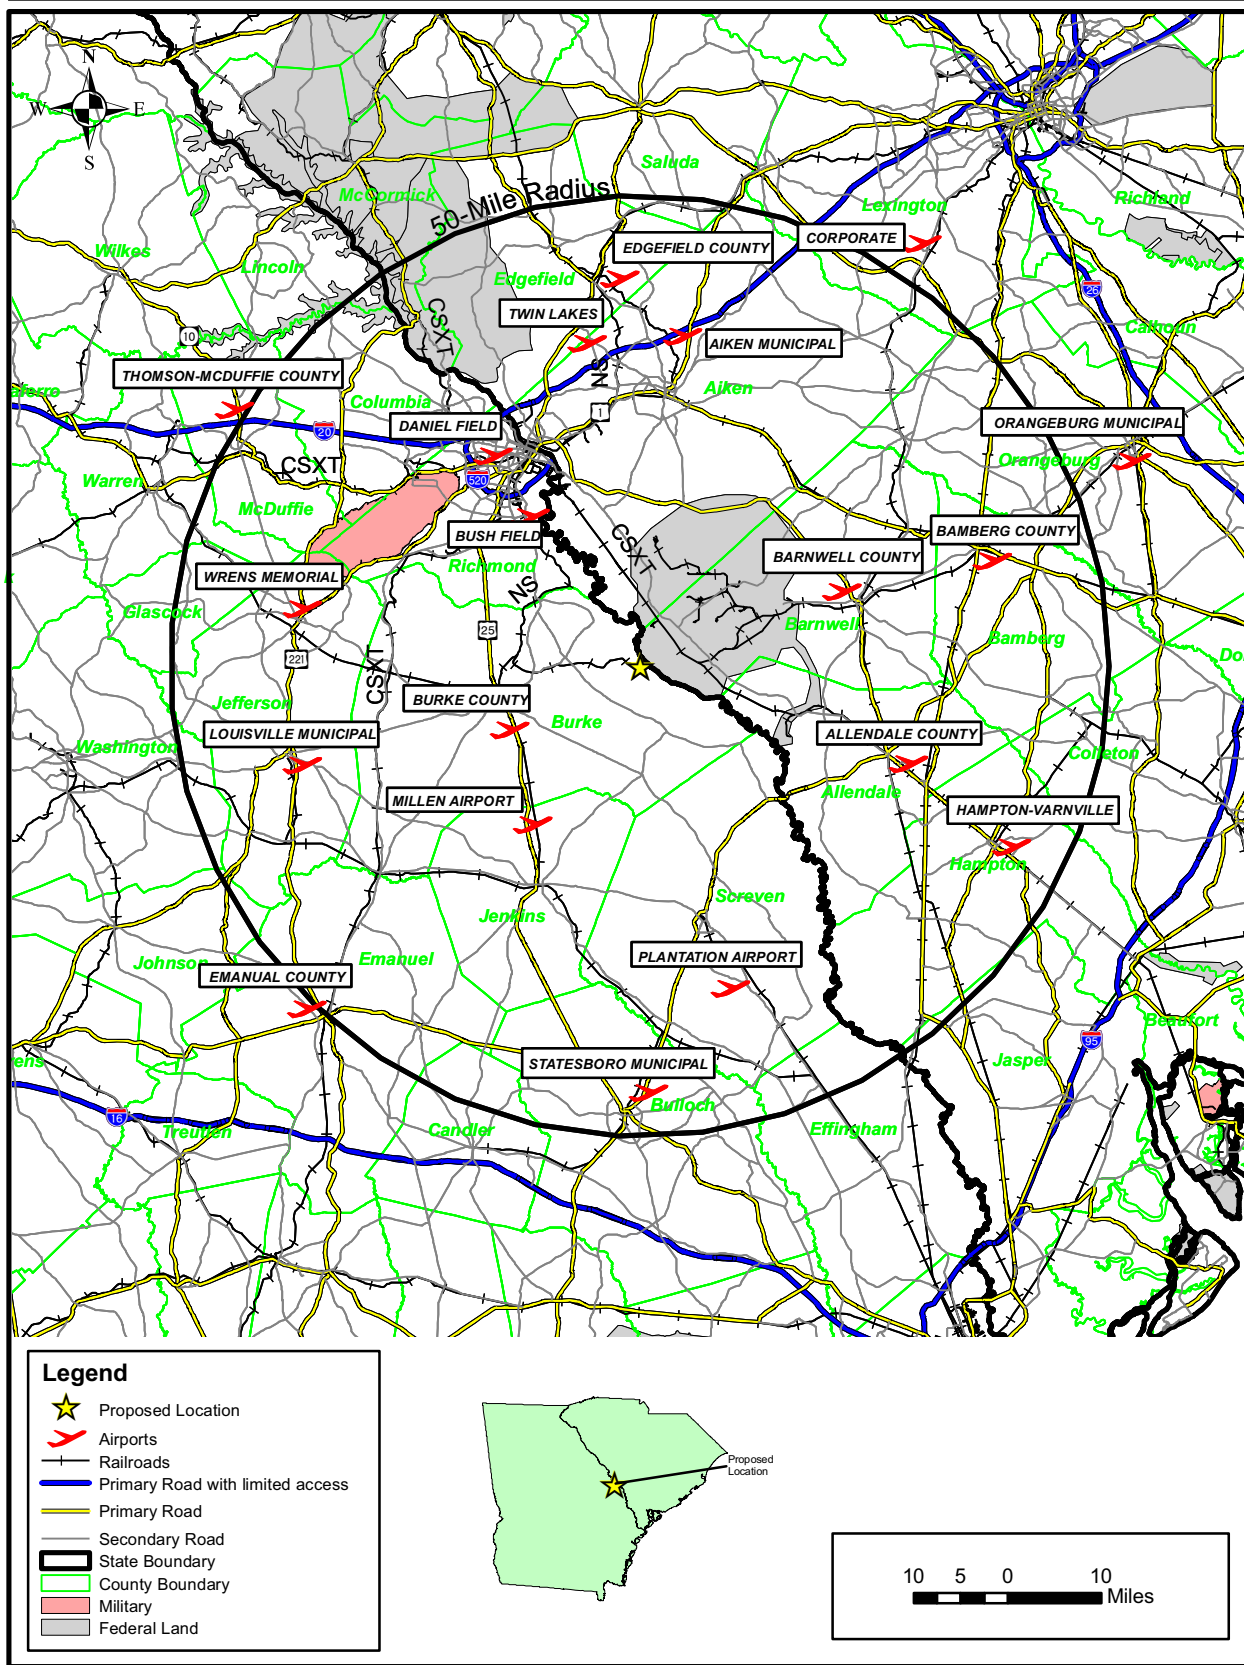 N
W E
S
Saluda
McCormick
50-Mile Radius
Richland
Lexington
CORPORATE
EDGEFIELD COUNTY
Wilkes
Lincoln
Edgefield
26
CSXT
TWIN LAKES
Calhoun
10
AIKEN MUNICIPAL
NS
THOMSON-MCDUFFIE COUNTY
aferre
Aiken
Columbia
1
DANIEL FIELD
ORANGEBURG MUNICIPAL
20
Orangeburg
CSXT
Warren
520
McDuffie
BUSH FIELD
CSXT
BAMBERG COUNTY
BARNWELL COUNTY
Richmond
WRENS MEMORIAL
NS
Glascock
Barnwell
25
Bamberg
221
Do
CSXT
Jefferson
BURKE COUNTY
Burke
LOUISVILLE MUNICIPAL
ALLENDALE COUNTY
Washington
Colleton
MILLEN AIRPORT
Allendale
HAMPTON-VARNVILLE
Hampton
Screven
Jenkins
Johnson
Emanuel
PLANTATION AIRPORT
EMANUAL COUNTY
Beaufort
95
ens
STATESBORO MUNICIPAL
Jasper
Bulloch
16
Treutlen
Candler
Effingham
Legend
Proposed Location
Airports
Railroads
Primary Road with limited access
Primary Road
Secondary Road
State Boundary
County Boundary
Military
Federal Land
Proposed
Location
10 5 0 10
Miles